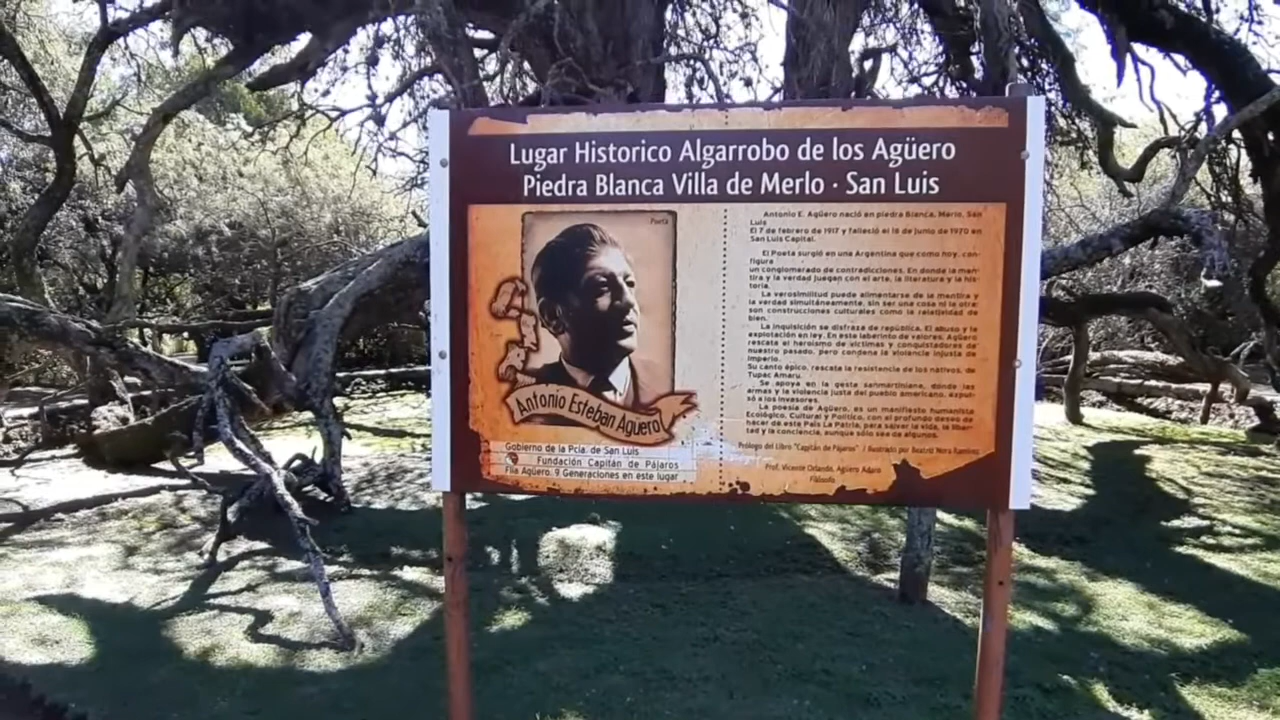 Lugar Historico Algarrobo de los Agüero
Piedra Blanca Villa de Merlo · San Luis
Poeta
Antonio Esteban Agüero
Gobierno de la Pcia. de San Luis
Fundación Capitán de Pájaros
Flia Agüero. 9 Generaciones en este lugar
Antonio E. Agüero nació en piedra Blanca, Merlo, San
Luis
El 7 de febrero de 1917 y falleció el 18 de junio de 1970 en
San Luis Capital.
El Poeta surgió en una Argentina que como hoy, con-
figura
un conglomerado de contradicciones. En donde la men-
tira y la verdad juegan con el arte, la literatura y la his-
toria.
La verosimilitud puede alimentarse de la mentira y
la verdad simultáneamente, sin ser una cosa ni la otra:
son construcciones culturales como la relatividad de
bien.
La inquisición se disfraza de república. El abuso y la
explotación en ley. En este laberinto de valores, Agüero
rescata el heroísmo de víctimas y conquistadores de
nuestro pasado, pero condena la violencia injusta de
imperio.
Su canto épico, rescata la resistencia de los nativos, de
Tupac Amaru.
Se apoya en la gesta sanmartiniana, donde las
armas y la violencia justa del pueblo americano, expul-
só a los invasores.
La poesía de Agüero, es un manifiesto humanista
Ecológico, Cultural y Político, con el profundo deseo de
hacer de este País La Patria, para salvar la vida, la liber-
tad y la conciencia, aunque sólo sea de algunos.
Prólogo del Libro "Capitán de Pájaros" / Ilustrado por Beatriz Nora Ramirez
Prof. Vicente Orlando, Agüero Adaro
Filósofo